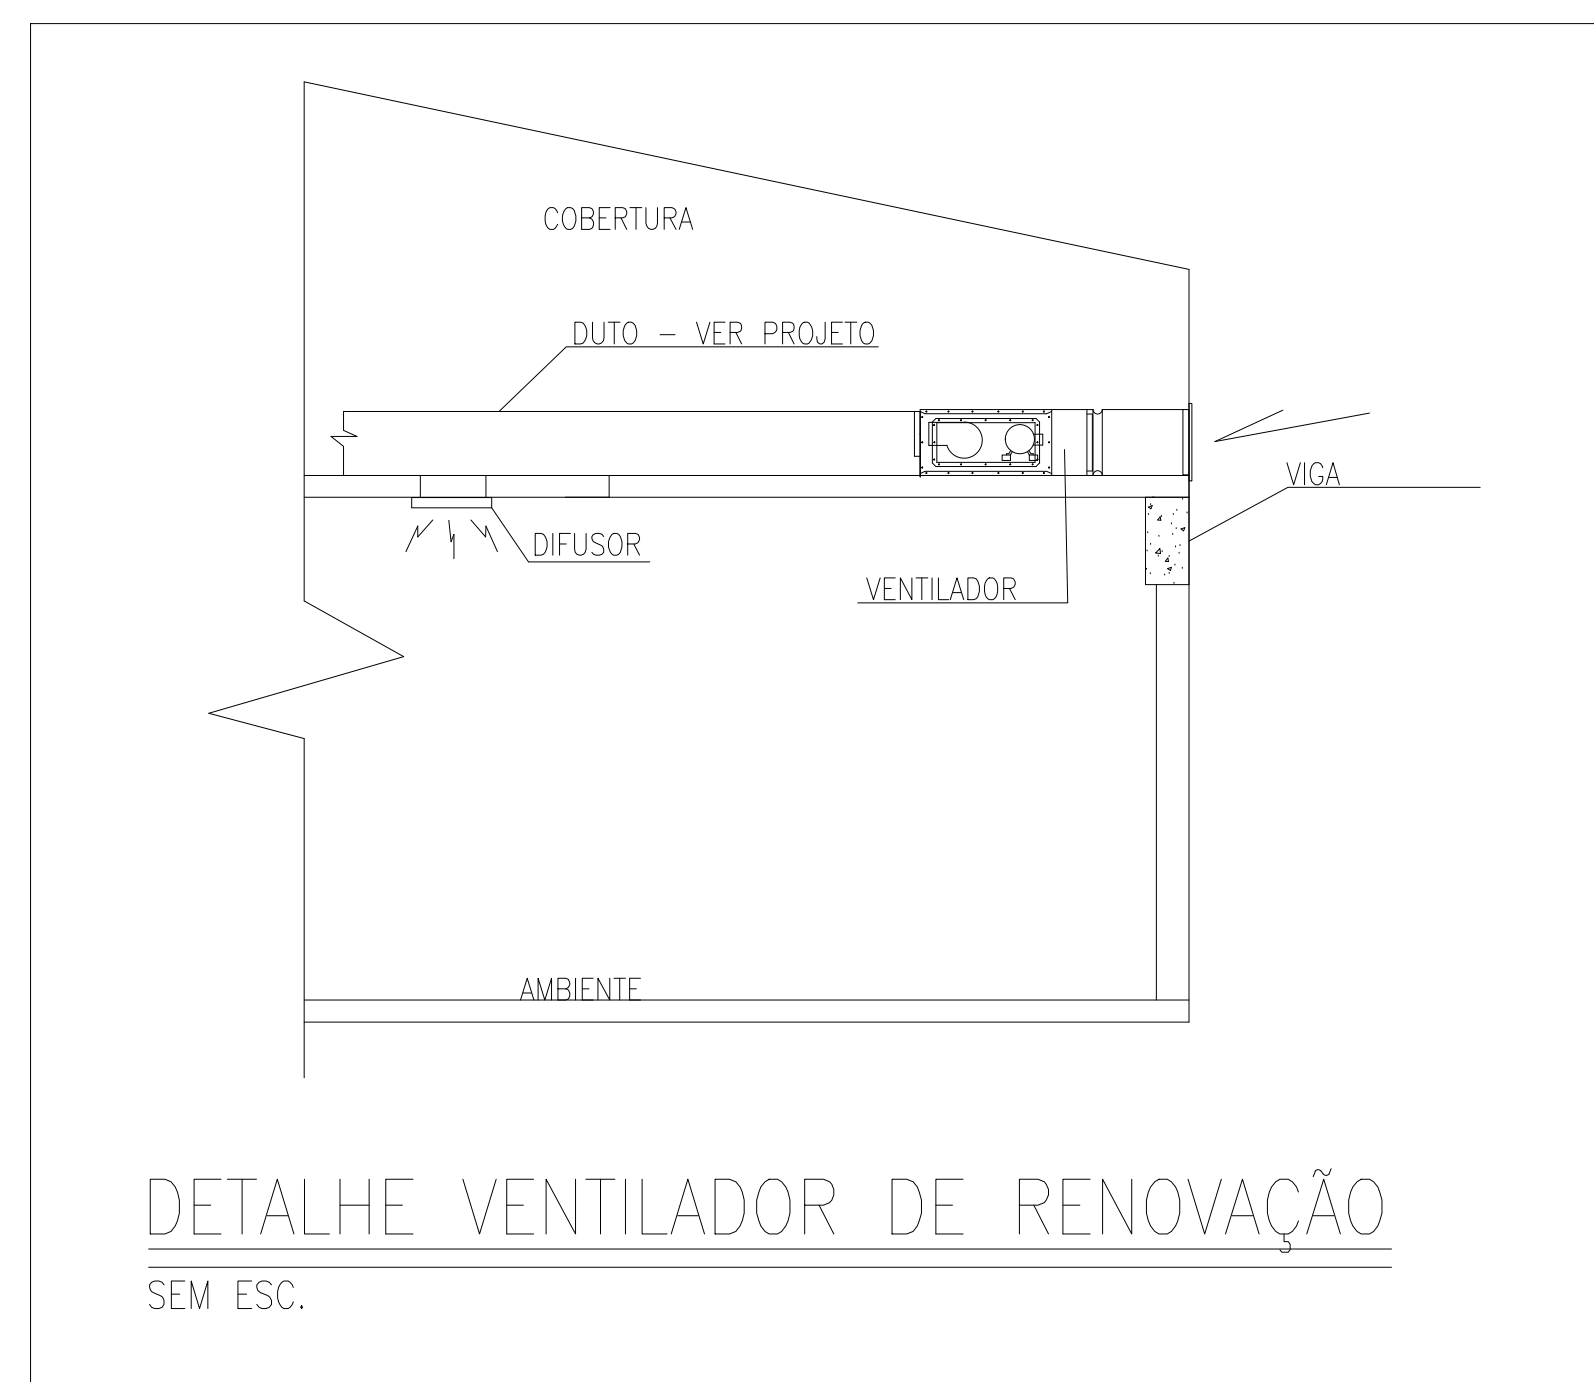 COBERTURA
DUTO – VER PROJETO
VIGA
DIFUSOR
VENTILADOR
AMBIENTE
DETALHE VENTILADOR DE RENOVAÇÃO
SEM ESC.